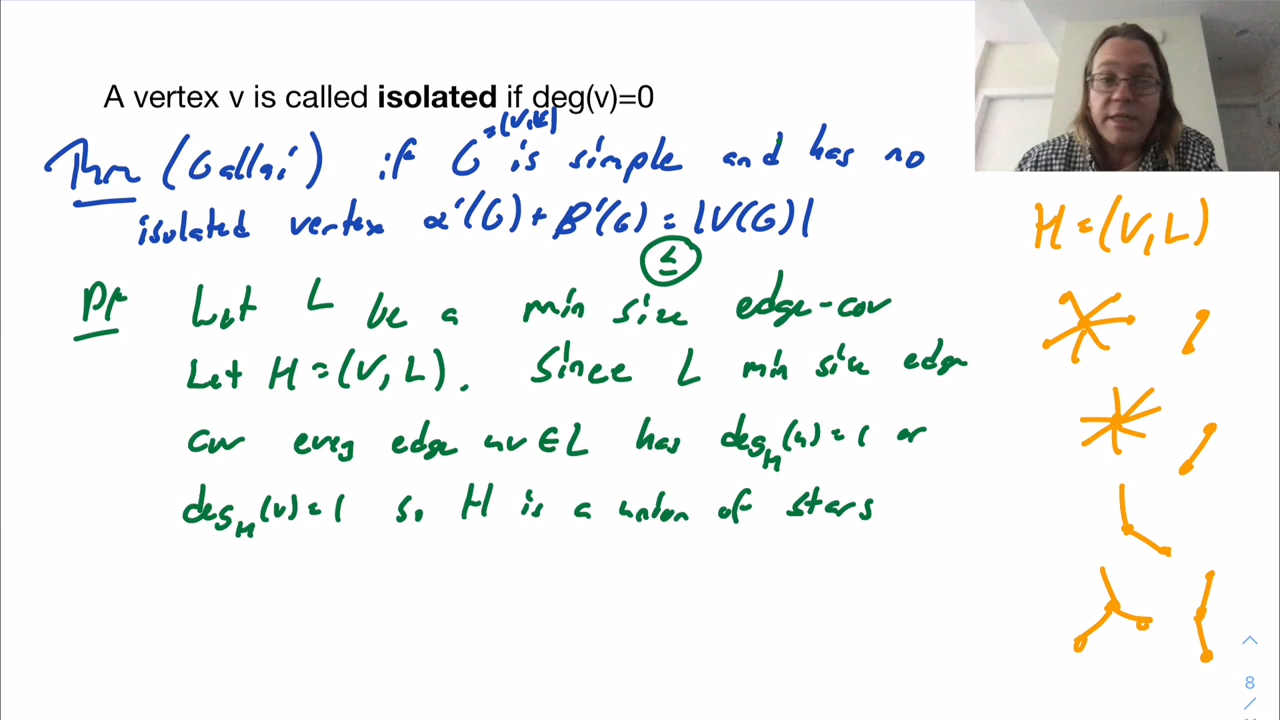 A vertex v is called isolated if deg(v)=0
Thm (Gallai) if G =(V,E) is simple and has no
isolated vertex α'(G)+β'(G)=|V(G)|
≤
Pf Let L be a min size edge-cov
Let H=(V,L). Since L min size edge
cov every edge uv∈L has deg_H(u)=1 or
deg_H(v)=1 so H is a union of stars
H=(V,L)
8
/